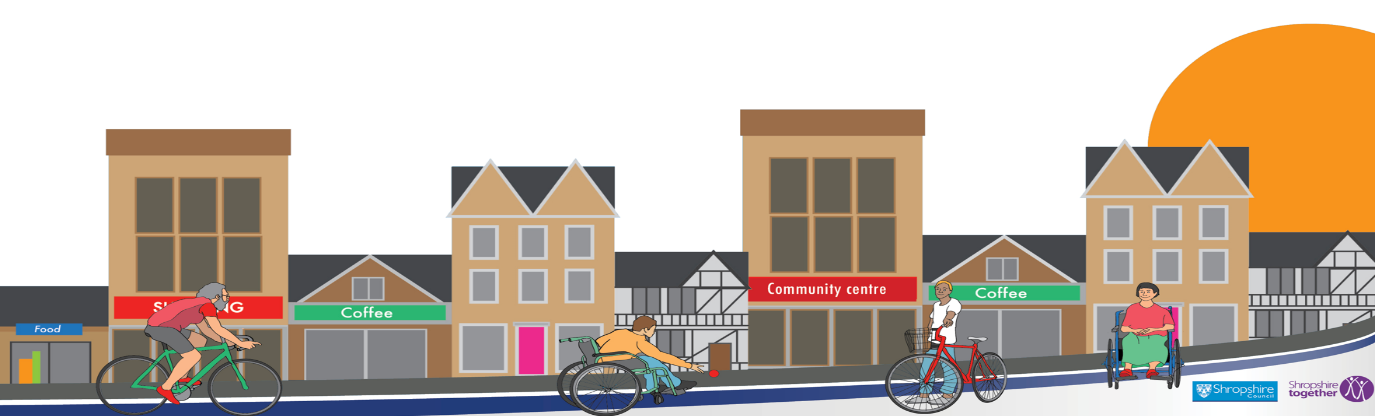 Food
Coffee
Community centre
Coffee
Shropshire
Council
Shropshire
together